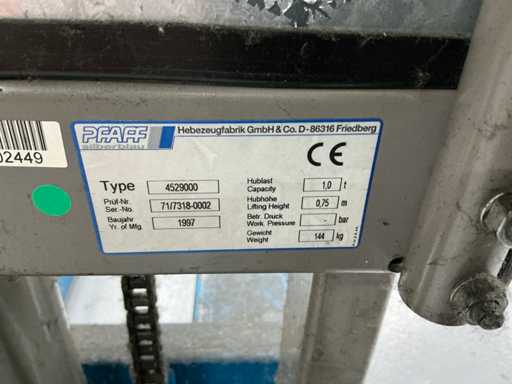 PFAFF
silberblau
Hebezeugfabrik GmbH & Co. D-86316 Friedberg
CE
Type 4529000
Prüf-Nr.
Ser.-No. 71/7318-0002
Baujahr
Yr. of Mfg. 1997
Hublast
Capacity 1,0 t
Hubhöhe
Lifting Height 0,75 m
Betr. Druck
Work. Pressure - bar
Gewicht
Weight 144 kg
02449